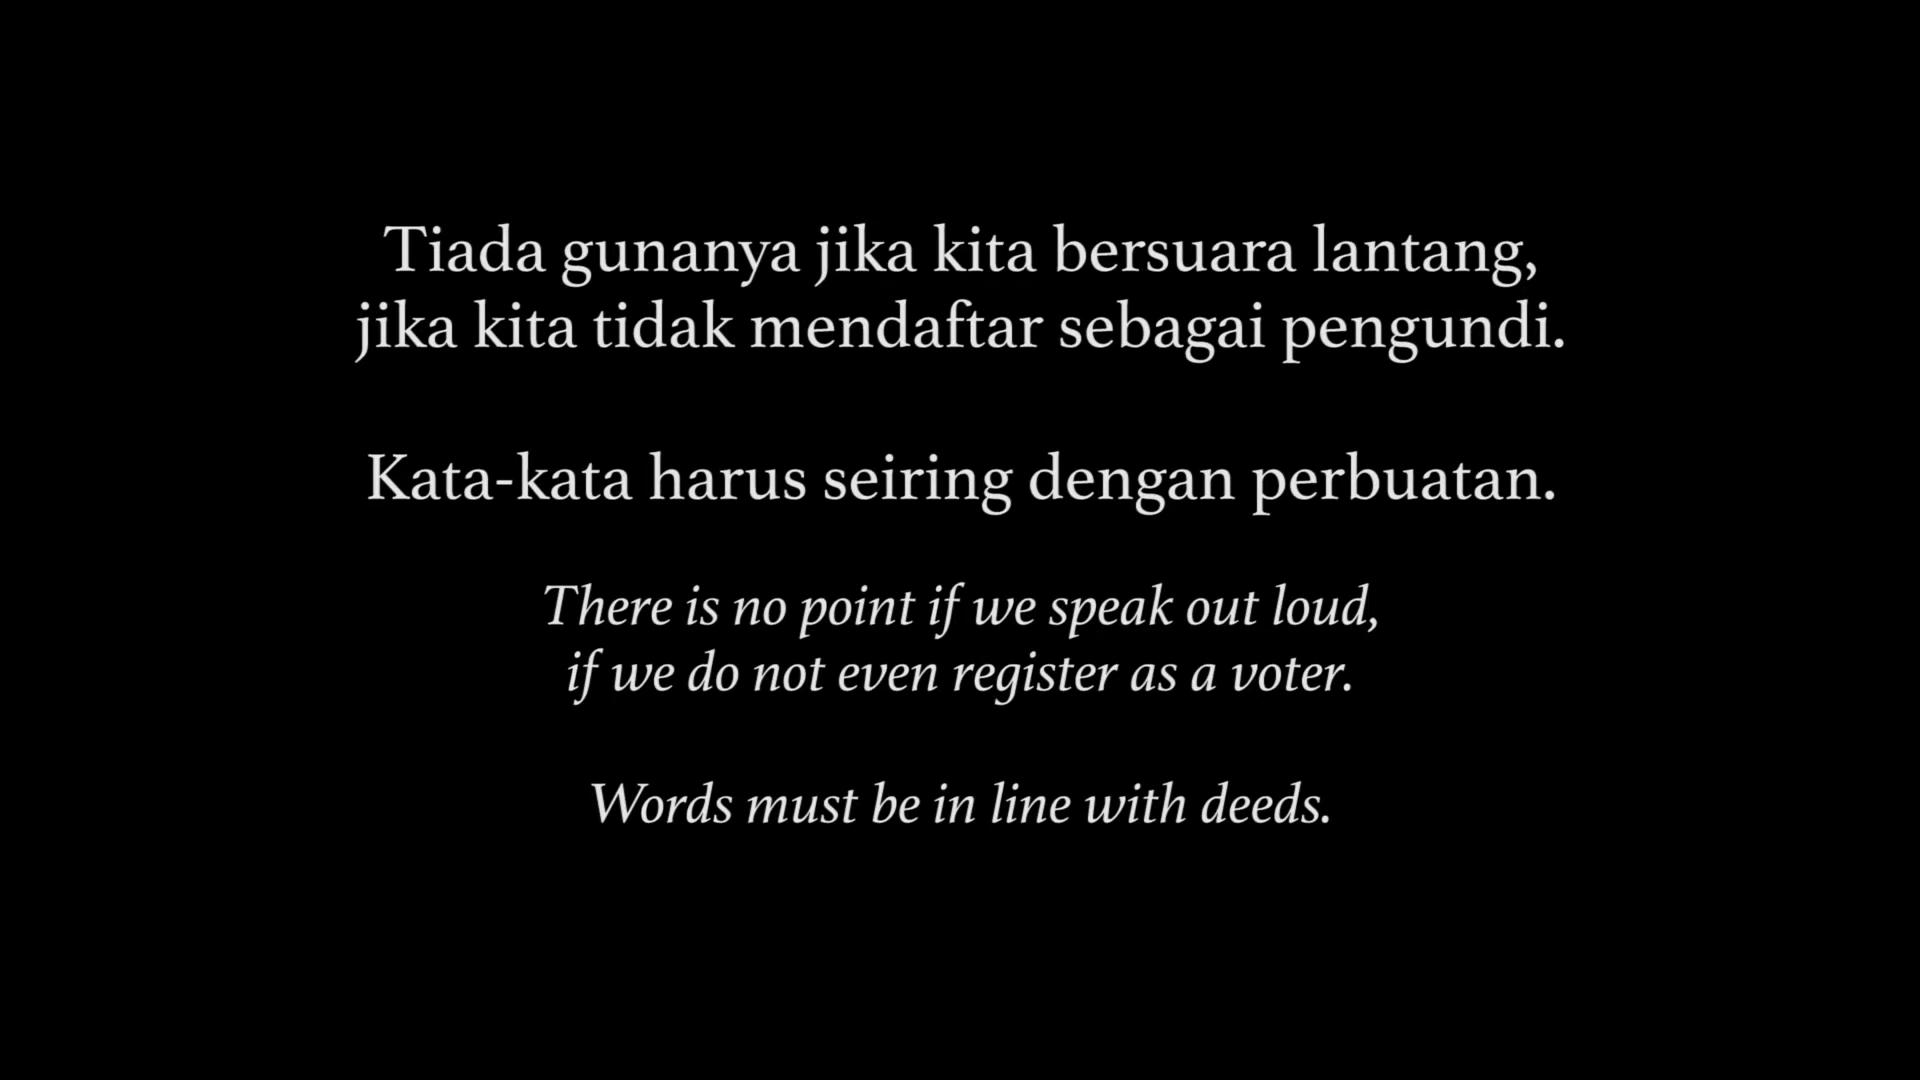 Tiada gunanya jika kita bersuara lantang,
jika kita tidak mendaftar sebagai pengundi.
Kata-kata harus seiring dengan perbuatan.
There is no point if we speak out loud,
if we do not even register as a voter.
Words must be in line with deeds.